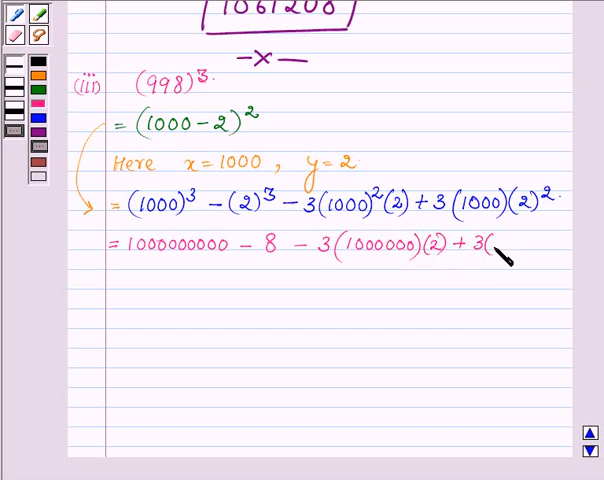 1061208
—x—
(iii) (998)³.
= (1000 - 2)²
Here x = 1000 , y = 2
= (1000)³ - (2)³ - 3(1000)²(2) + 3(1000)(2)².
= 1000000000 - 8 - 3(1000000)(2) + 3(